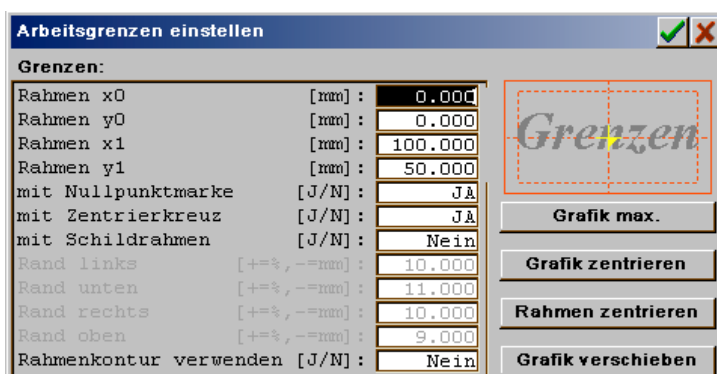 Arbeitsgrenzen einstellen
Grenzen:
Rahmen x0 [mm]: 0.000
Rahmen y0 [mm]: 0.000
Rahmen x1 [mm]: 100.000
Rahmen y1 [mm]: 50.000
mit Nullpunktmarke [J/N]: JA
mit Zentrierkreuz [J/N]: JA
mit Schildrahmen [J/N]: Nein
Rand links [+=%,-=mm]: 10.000
Rand unten [+=%,-=mm]: 11.000
Rand rechts [+=%,-=mm]: 10.000
Rand oben [+=%,-=mm]: 9.000
Rahmenkontur verwenden [J/N]: Nein
Grenzen
Grafik max.
Grafik zentrieren
Rahmen zentrieren
Grafik verschieben